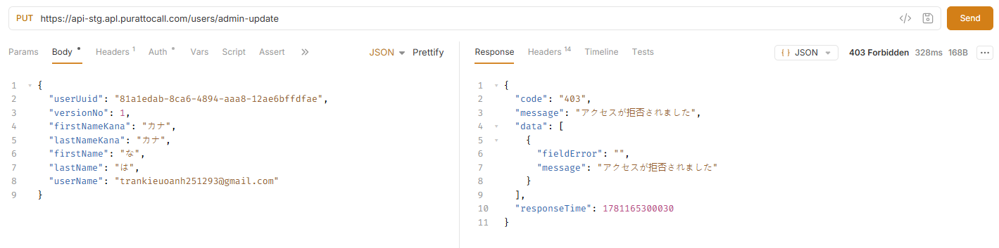 PUT https://api-stg.apl.purattocall.com/users/admin-update Send
Params Body Headers 1 Auth Vars Script Assert JSON Prettify
1 {
2 "userUuid": "81a1edab-8ca6-4894-aaa8-12ae6bffdfae",
3 "versionNo": 1,
4 "firstNameKana": "カナ",
5 "lastNameKana": "カナ",
6 "firstName": "な",
7 "lastName": "は",
8 "userName": "trankieuoanh251293@gmail.com"
9 }
Response Headers 14 Timeline Tests { } JSON 403 Forbidden 328ms 168B
1 {
2 "code": "403",
3 "message": "アクセスが拒否されました",
4 "data": [
5 {
6 "fieldError": "",
7 "message": "アクセスが拒否されました"
8 }
9 ],
10 "responseTime": 1781165300030
11 }